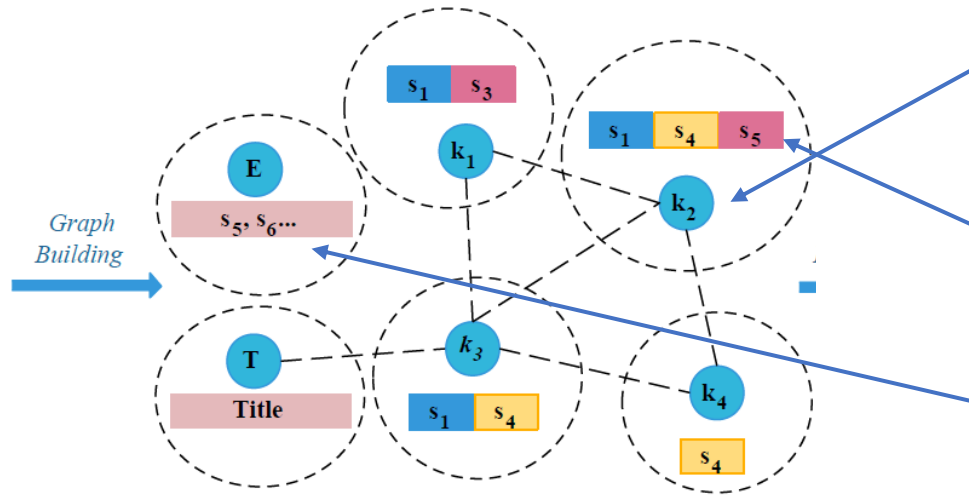 s1 s3
k1
s1 s4 s5
k2
E
s5, s6...
Graph
Building
T
Title
k3
s1 s4
k4
s4